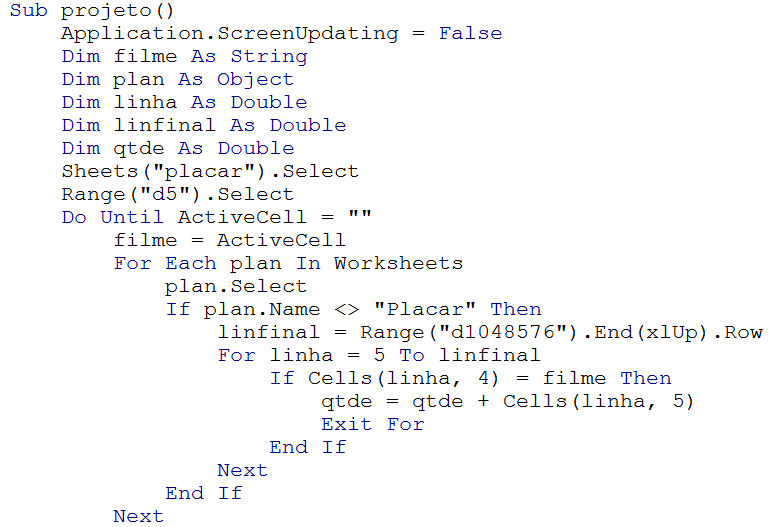 Sub projeto()
    Application.ScreenUpdating = False
    Dim filme As String
    Dim plan As Object
    Dim linha As Double
    Dim linfinal As Double
    Dim qtde As Double
    Sheets("placar").Select
    Range("d5").Select
    Do Until ActiveCell = ""
        filme = ActiveCell
        For Each plan In Worksheets
            plan.Select
            If plan.Name <> "Placar" Then
                linfinal = Range("d1048576").End(xlUp).Row
                For linha = 5 To linfinal
                    If Cells(linha, 4) = filme Then
                        qtde = qtde + Cells(linha, 5)
                        Exit For
                    End If
                Next
            End If
        Next